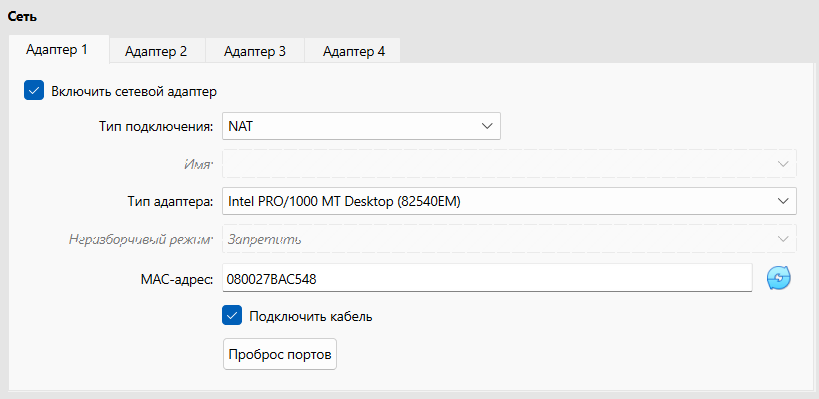 Сеть
Адаптер 1 Адаптер 2 Адаптер 3 Адаптер 4
Включить сетевой адаптер
Тип подключения: NAT
Имя:
Тип адаптера: Intel PRO/1000 MT Desktop (82540EM)
Неразборчивый режим: Запретить
MAC-адрес: 080027BAC548
Подключить кабель
Проброс портов